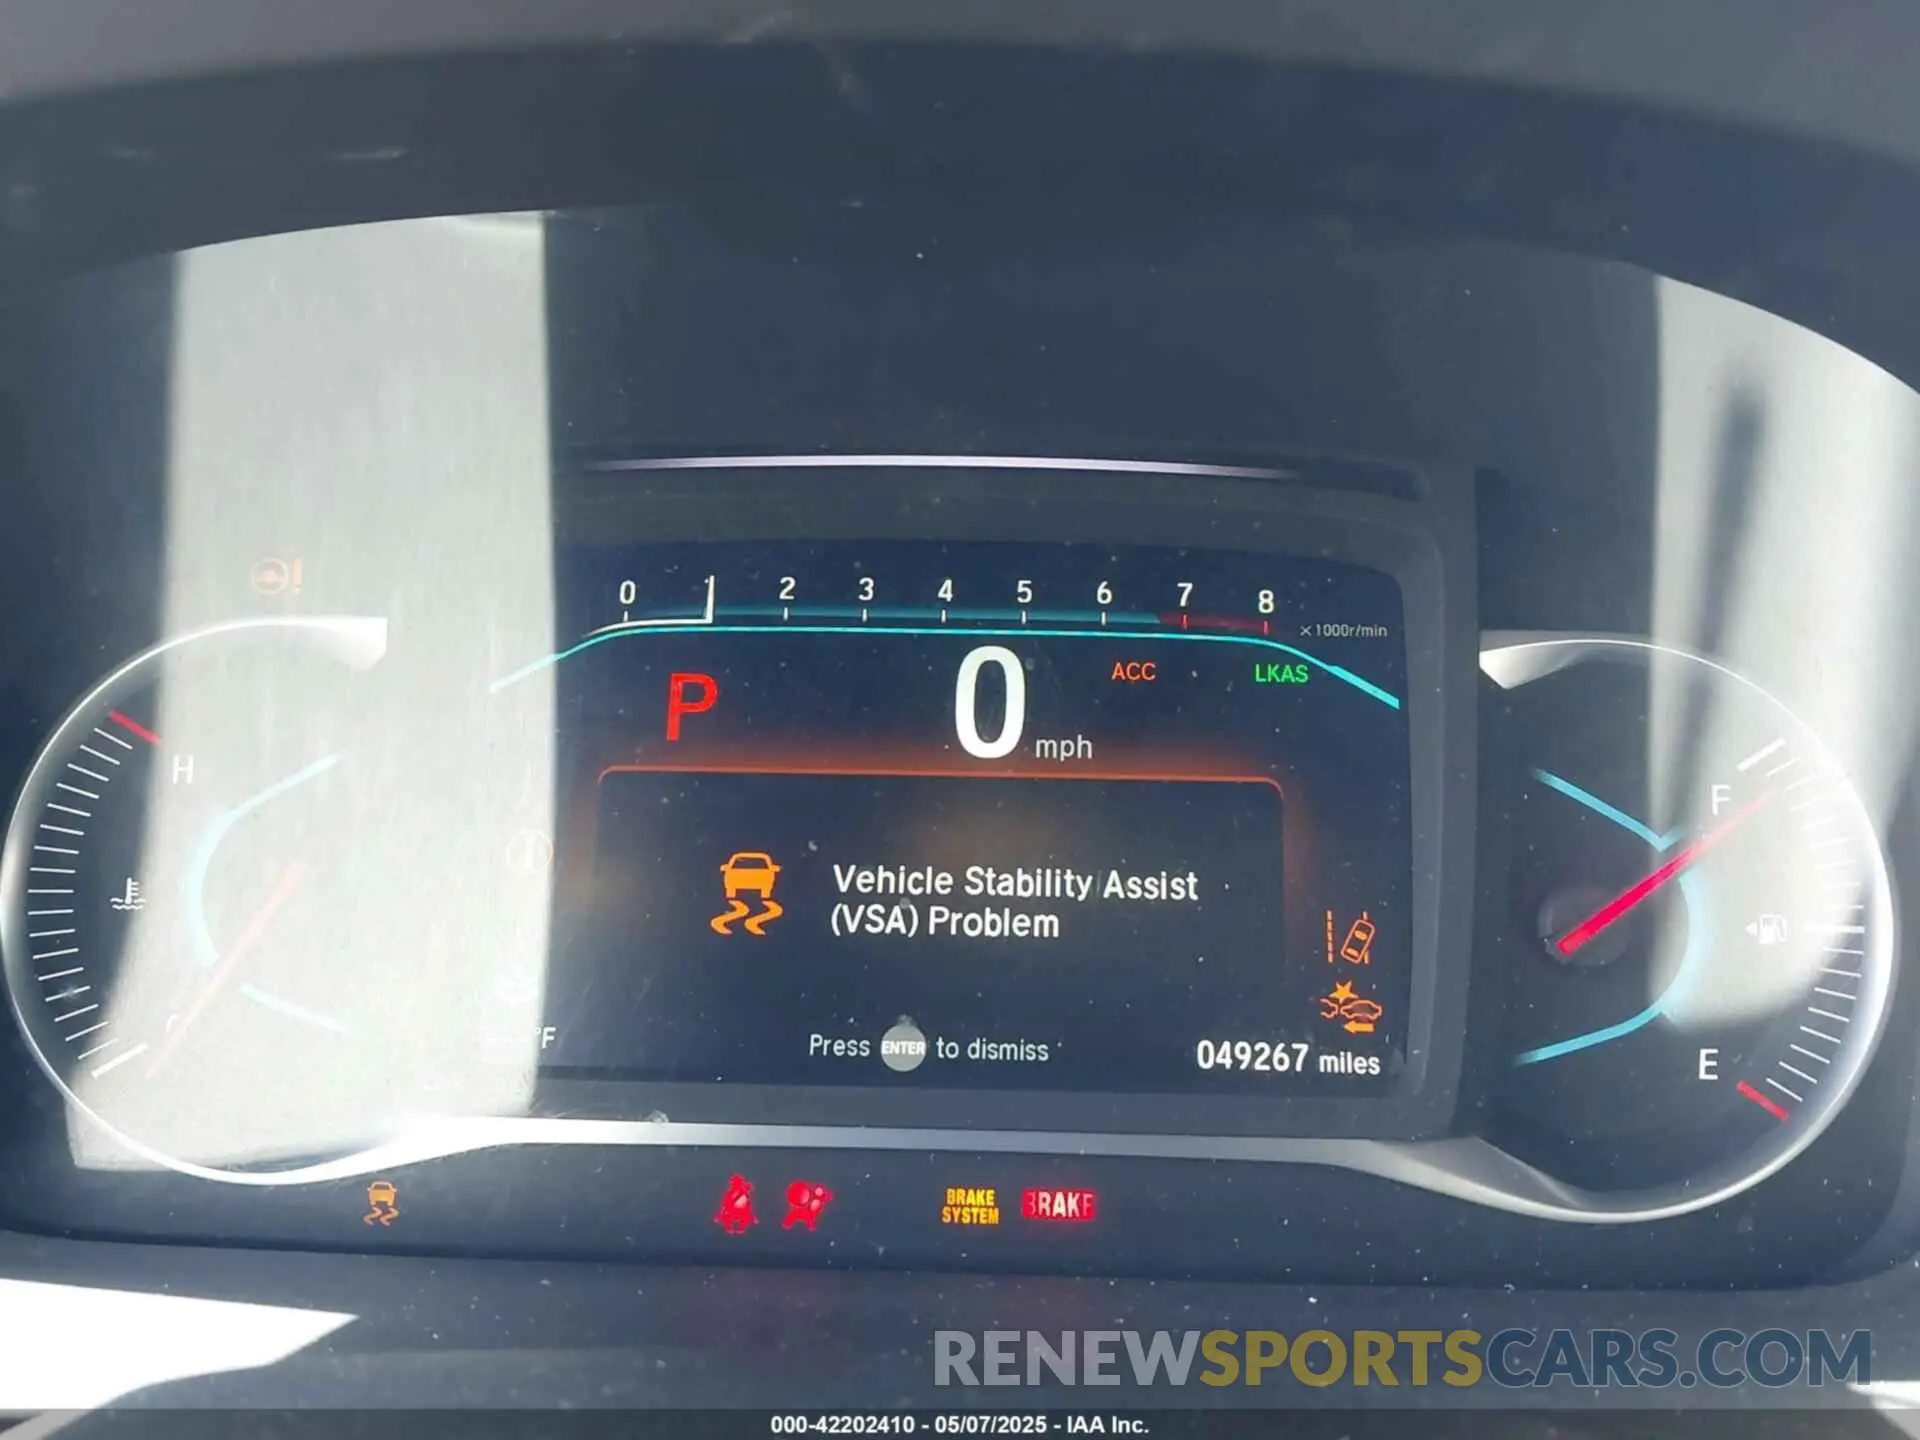 0 1 2 3 4 5 6 7 8
×1000r/min
P 0 mph ACC LKAS
H
F
Vehicle Stability Assist
(VSA) Problem
Press ENTER to dismiss
°F
049267 miles
E
BRAKE
SYSTEM
BRAKE
RENEWSPORTSCARS.COM
000-42202410 - 05/07/2025 - IAA Inc.